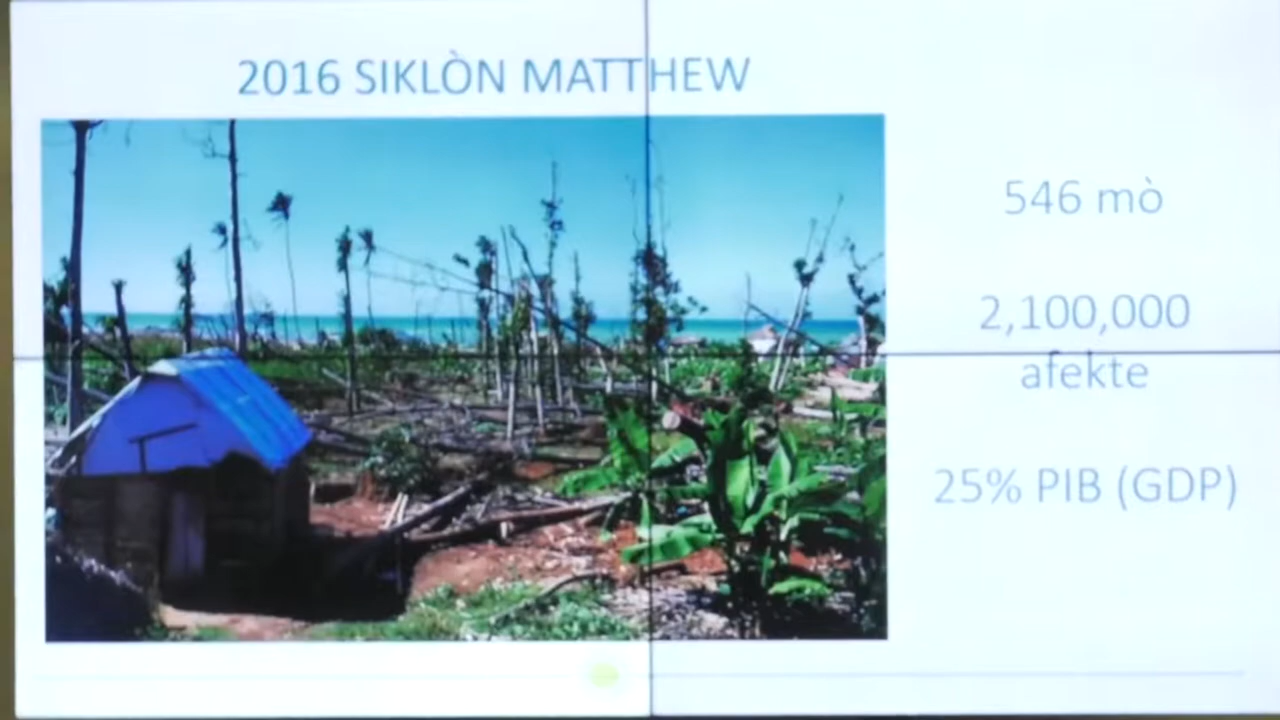 2016 SIKLÒN MATTHEW
546 mò
2,100,000
afekte
25% PIB (GDP)